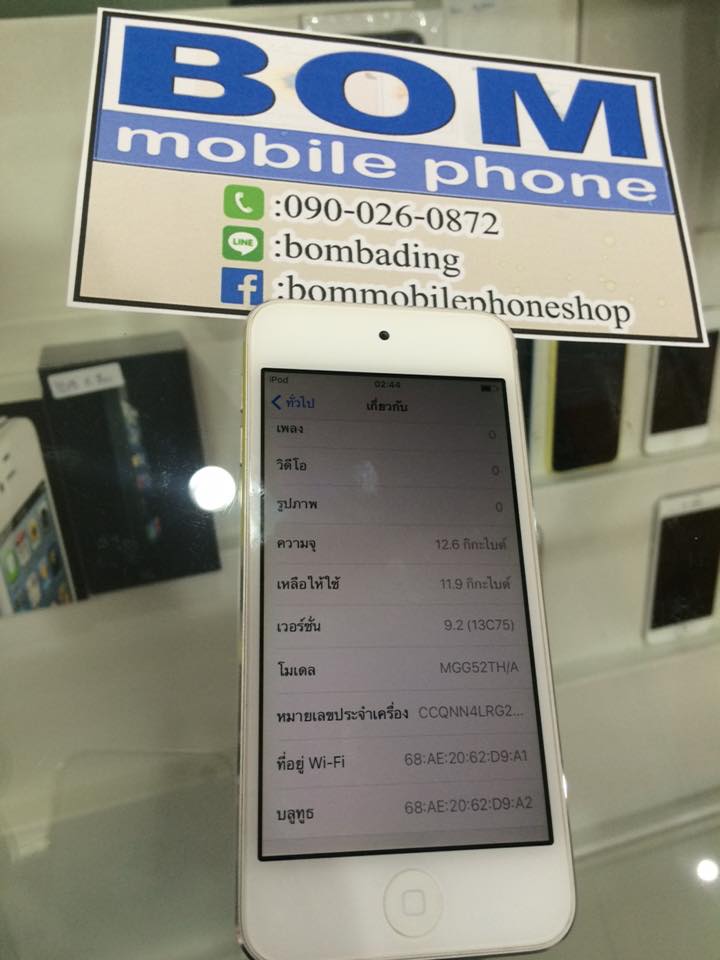 BOM
mobile phone
:090-026-0872
LINE
:bombading
f :bommobilephoneshop
iPod 02:44
ทั่วไป เกี่ยวกับ
เพลง 0
วิดีโอ 0
รูปภาพ 0
ความจุ 12.6 กิกะไบต์
เหลือให้ใช้ 11.9 กิกะไบต์
เวอร์ชั่น 9.2 (13C75)
โมเดล MGG52TH/A
หมายเลขประจำเครื่อง CCQNN4LRG2...
ที่อยู่ Wi-Fi 68:AE:20:62:D9:A1
บลูทูธ 68:AE:20:62:D9:A2